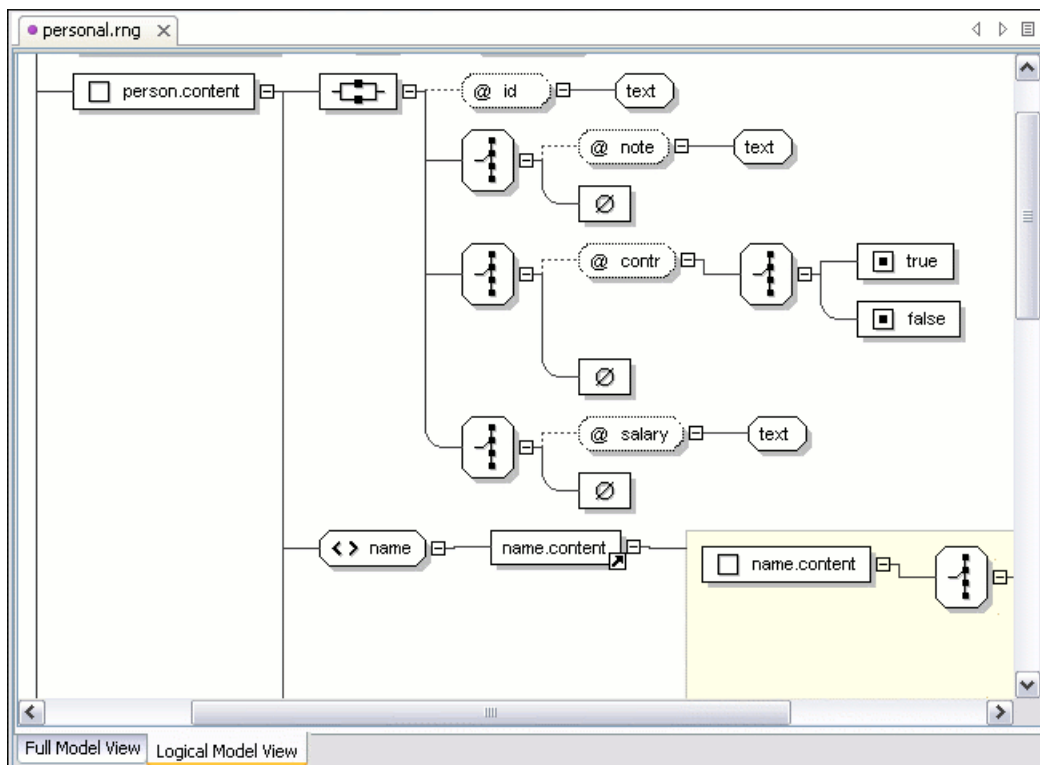 personal.rng
person.content
@ id
text
@ note
text
Ø
@ contr
true
false
Ø
@ salary
text
Ø
< > name
name.content
name.content
Full Model View
Logical Model View